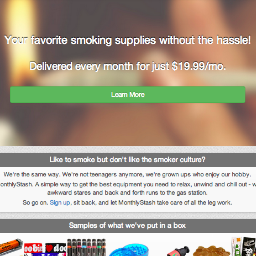 Your favorite smoking supplies without the hassle!
Delivered every month for just $19.99/mo.
Learn More
Like to smoke but don't like the smoker culture?
We're the same way. We're not teenagers anymore, we're grown ups who enjoy our hobby.
onthlyStash. A simple way to get the best equipment you need to relax, unwind and chill out - w
awkward stares and back and forth runs to the gas station.
So go on. Sign up, sit back, and let MonthlyStash take care of all the leg work.
Samples of what we've put in a box